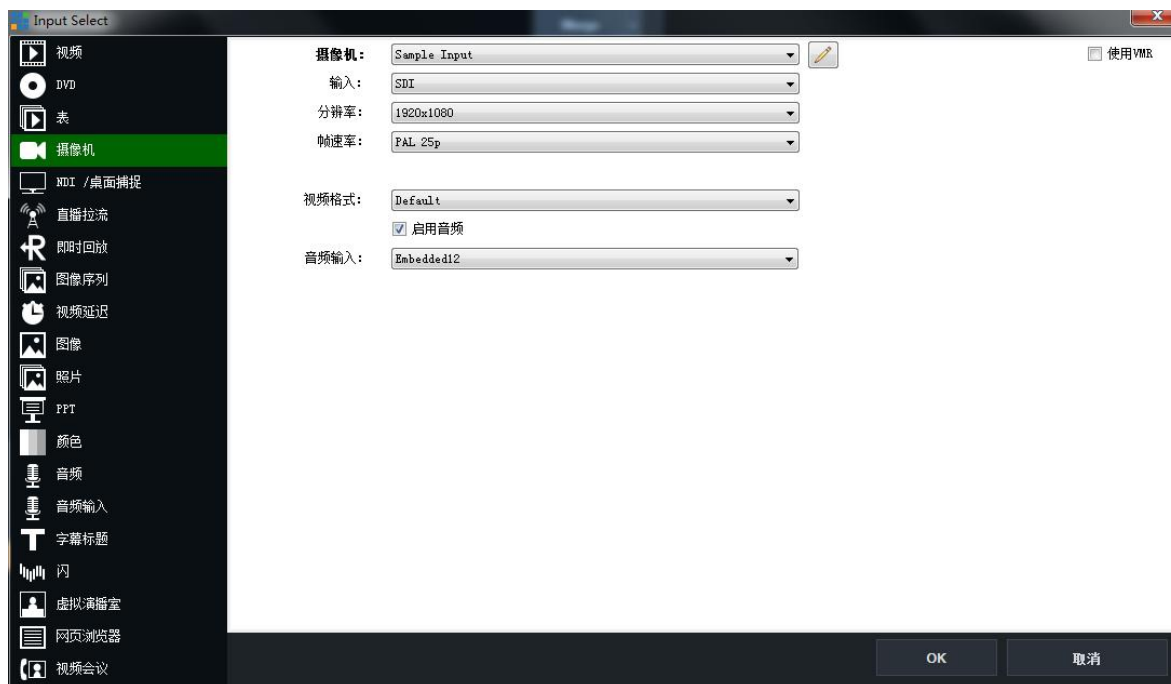 Input Select
视频
DVD
表
摄像机
NDI /桌面捕捉
直播拉流
即时回放
图像序列
视频延迟
图像
照片
PPT
颜色
音频
音频输入
字幕标题
闪
虚拟演播室
网页浏览器
视频会议
摄像机: Sample Input
使用VMR
输入: SDI
分辨率: 1920x1080
帧速率: PAL 25p
视频格式: Default
启用音频
音频输入: Embedded12
OK
取消